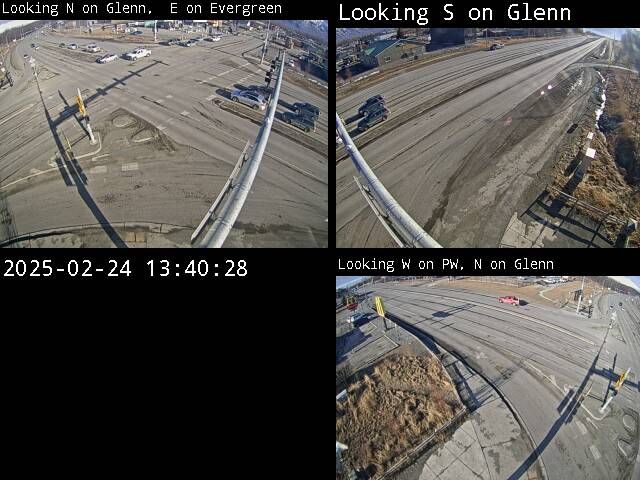 Looking N on Glenn,  E on Evergreen
Looking S on Glenn
2025-02-24 13:40:28
Looking W on PW, N on Glenn